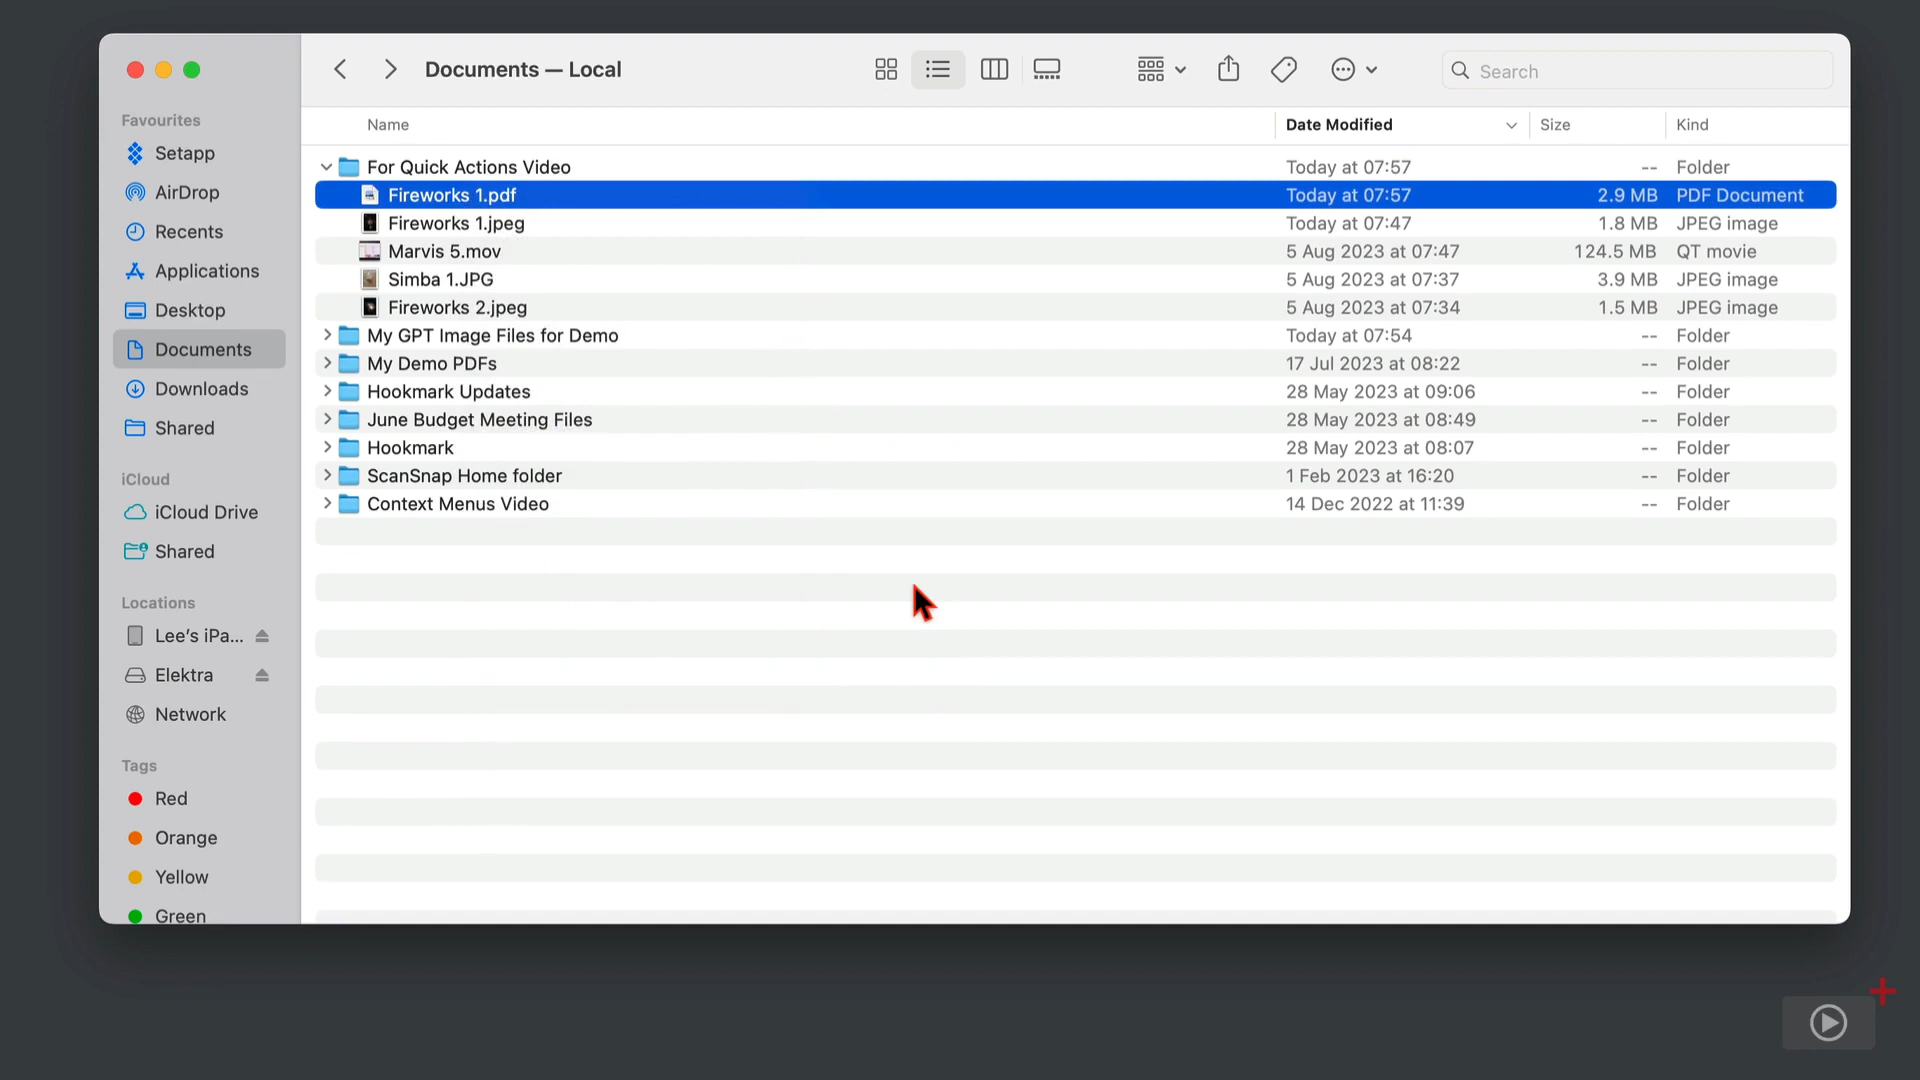 Documents — Local
Search
Favourites
Setapp
AirDrop
Recents
Applications
Desktop
Documents
Downloads
Shared
iCloud
iCloud Drive
Shared
Locations
Lee's iPa...
Elektra
Network
Tags
Red
Orange
Yellow
Green
Name Date Modified Size Kind
For Quick Actions Video Today at 07:57 -- Folder
Fireworks 1.pdf Today at 07:57 2.9 MB PDF Document
Fireworks 1.jpeg Today at 07:47 1.8 MB JPEG image
Marvis 5.mov 5 Aug 2023 at 07:47 124.5 MB QT movie
Simba 1.JPG 5 Aug 2023 at 07:37 3.9 MB JPEG image
Fireworks 2.jpeg 5 Aug 2023 at 07:34 1.5 MB JPEG image
My GPT Image Files for Demo Today at 07:54 -- Folder
My Demo PDFs 17 Jul 2023 at 08:22 -- Folder
Hookmark Updates 28 May 2023 at 09:06 -- Folder
June Budget Meeting Files 28 May 2023 at 08:49 -- Folder
Hookmark 28 May 2023 at 08:07 -- Folder
ScanSnap Home folder 1 Feb 2023 at 16:20 -- Folder
Context Menus Video 14 Dec 2022 at 11:39 -- Folder